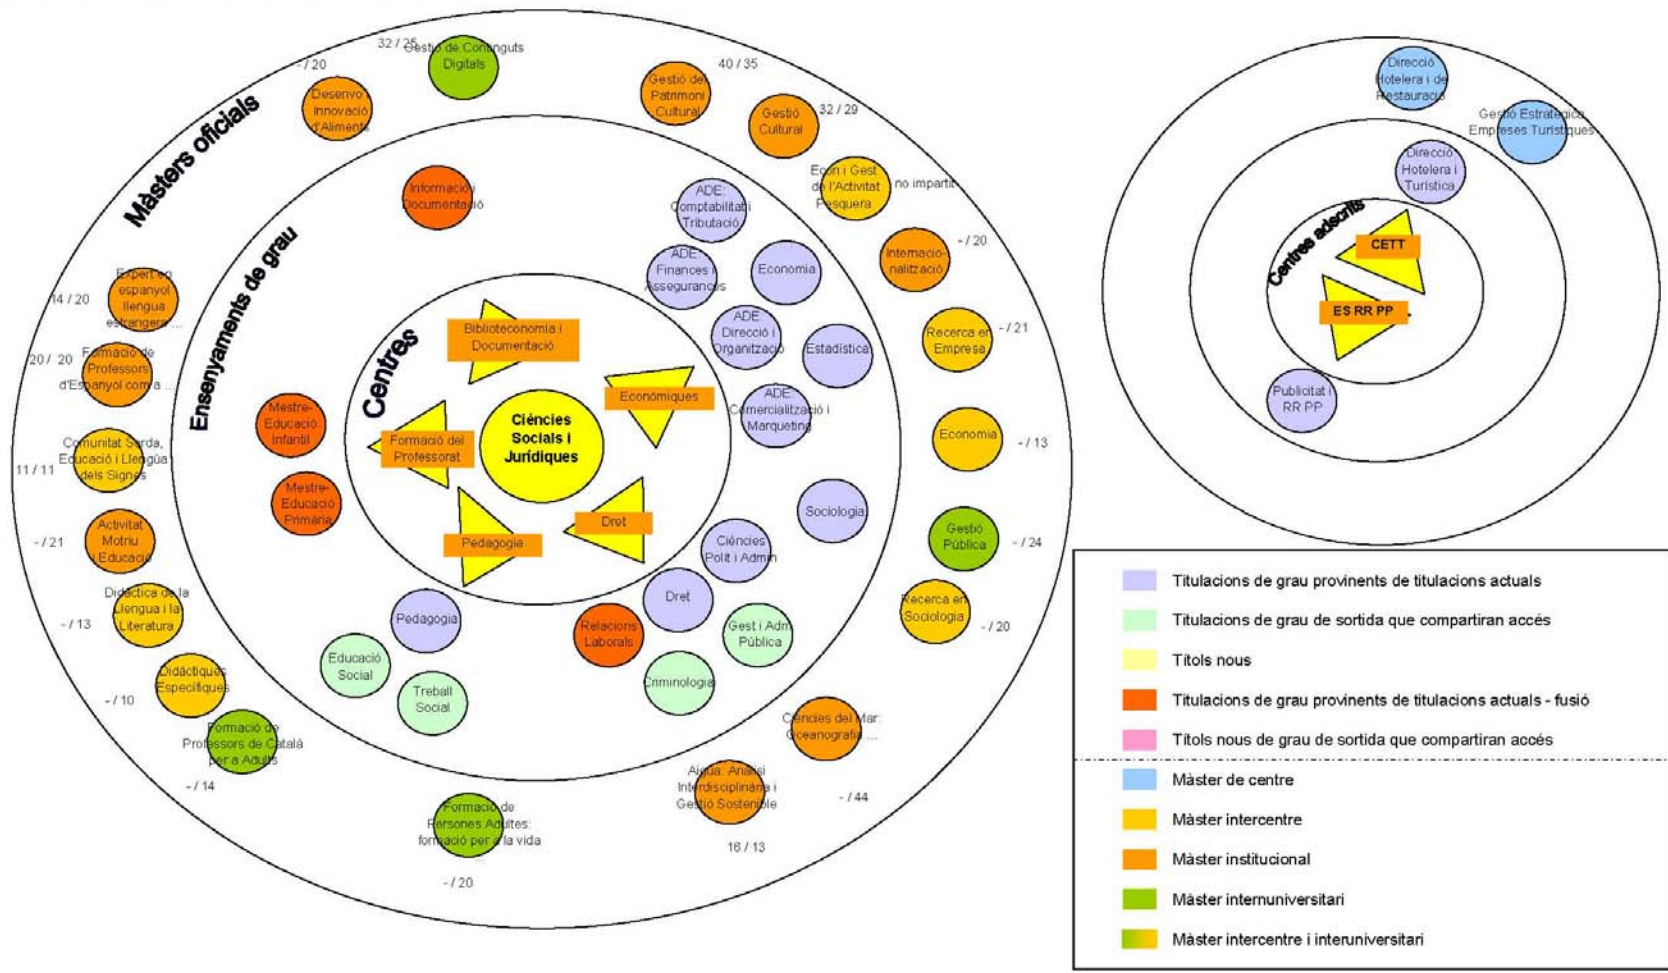 32 / 25
Gestió de Continguts
Digitals
- / 20
Desenvo i
Innovació
d'Aliments
Màsters oficials
Gestió del
Patrimoni
Cultural
40 / 35
Gestió
Cultural
32 / 29
Econ i Gest
de l'Activitat
Pesquera
no impartit
Internacio-
nalització
- / 20
Recerca en
Empresa
- / 21
Economia
- / 13
Gestió
Pública
- / 24
Recerca en
Sociologia
- / 20
Ciències del Mar:
Oceanografia ...
- / 44
Aigua: Anàlisi
Interdisciplinària i
Gestió Sostenible
16 / 13
Formació de
Persones Adultes:
formació per a la vida
...
- / 20
Formació de
Professors de Català
per a Adults
- / 14
Didàctiques
Específiques
- / 10
Didàctica de la
Llengua i la
Literatura
- / 13
Activitat
Motriu
i Educació
- / 21
Comunitat Sorda,
Educació i Llengùa
dels Signes
11 / 11
Formació de
Professors
d'Espanyol com a ...
20 / 20
Expert en
espanyol
llengua
estrangera ...
14 / 20
Ensenyaments de grau
Informació i
Documentació
ADE:
Comptabilitat i
Tributació
ADE:
Finances i
Assegurances
Economia
ADE
Direcció i
Organització
Estadística
ADE:
Comercialització i
Marqueting
Sociologia
Ciències
Polít i Admin
Dret
Gest i Adm
Pública
Relacions
Laborals
Criminologia
Pedagogia
Educació
Social
Treball
Social
Mestre-
Educació
Infantil
Mestre-
Educació
Primària
Centres
Biblioteconomia i
Documentació
Econòmiques
Formació del
Professorat
Ciències
Socials i
Jurídiques
Pedagogia
Dret
Direcció
Hotelera i de
Restauració
Gestió Estratègica
Empreses Turístiques
Direcció
Hotelera i
Turística
Centres adscrits
CETT
ES RR PP
Publicitat i
RR PP
Titulacions de grau provinents de titulacions actuals
Titulacions de grau de sortida que compartiran accés
Títols nous
Titulacions de grau provinents de titulacions actuals - fusió
Títols nous de grau de sortida que compartiran accés
Màster de centre
Màster intercentre
Màster institucional
Màster internuniversitari
Màster intercentre i interuniversitari